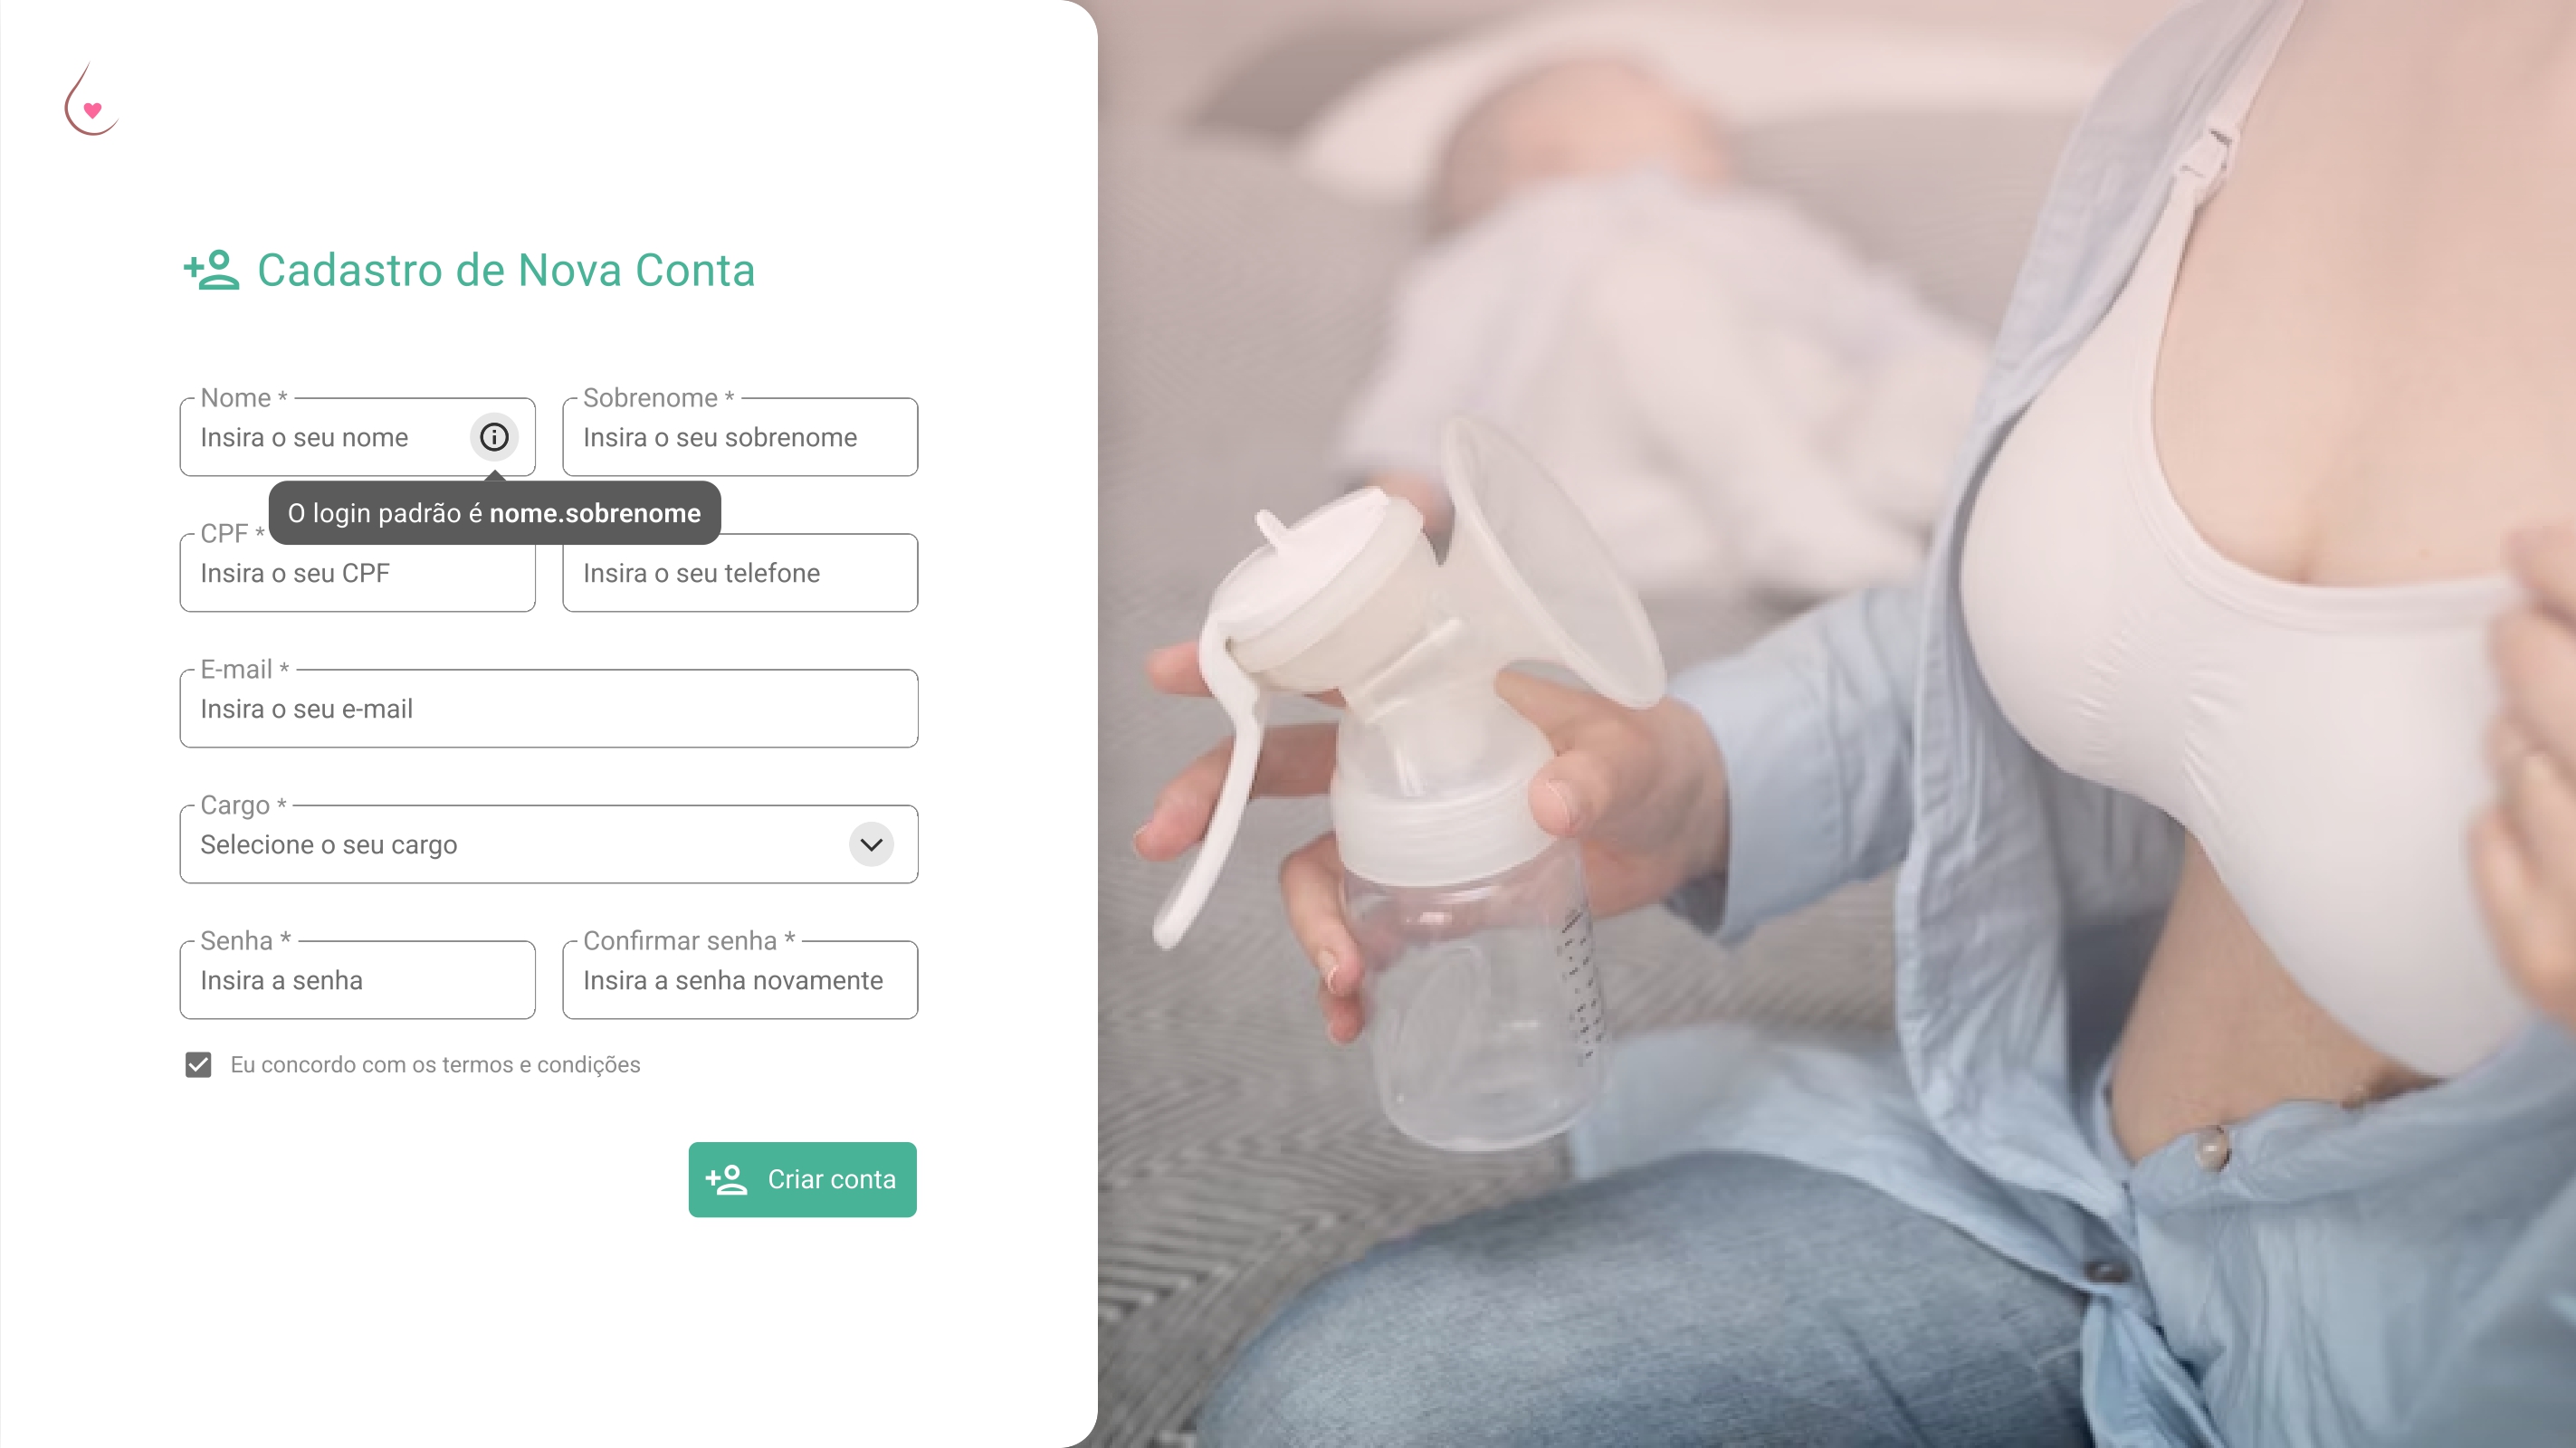 Cadastro de Nova Conta
Nome *
Insira o seu nome
Sobrenome *
Insira o seu sobrenome
O login padrão é nome.sobrenome
CPF *
Insira o seu CPF
Insira o seu telefone
E-mail *
Insira o seu e-mail
Cargo *
Selecione o seu cargo
Senha *
Insira a senha
Confirmar senha *
Insira a senha novamente
Eu concordo com os termos e condições
Criar conta